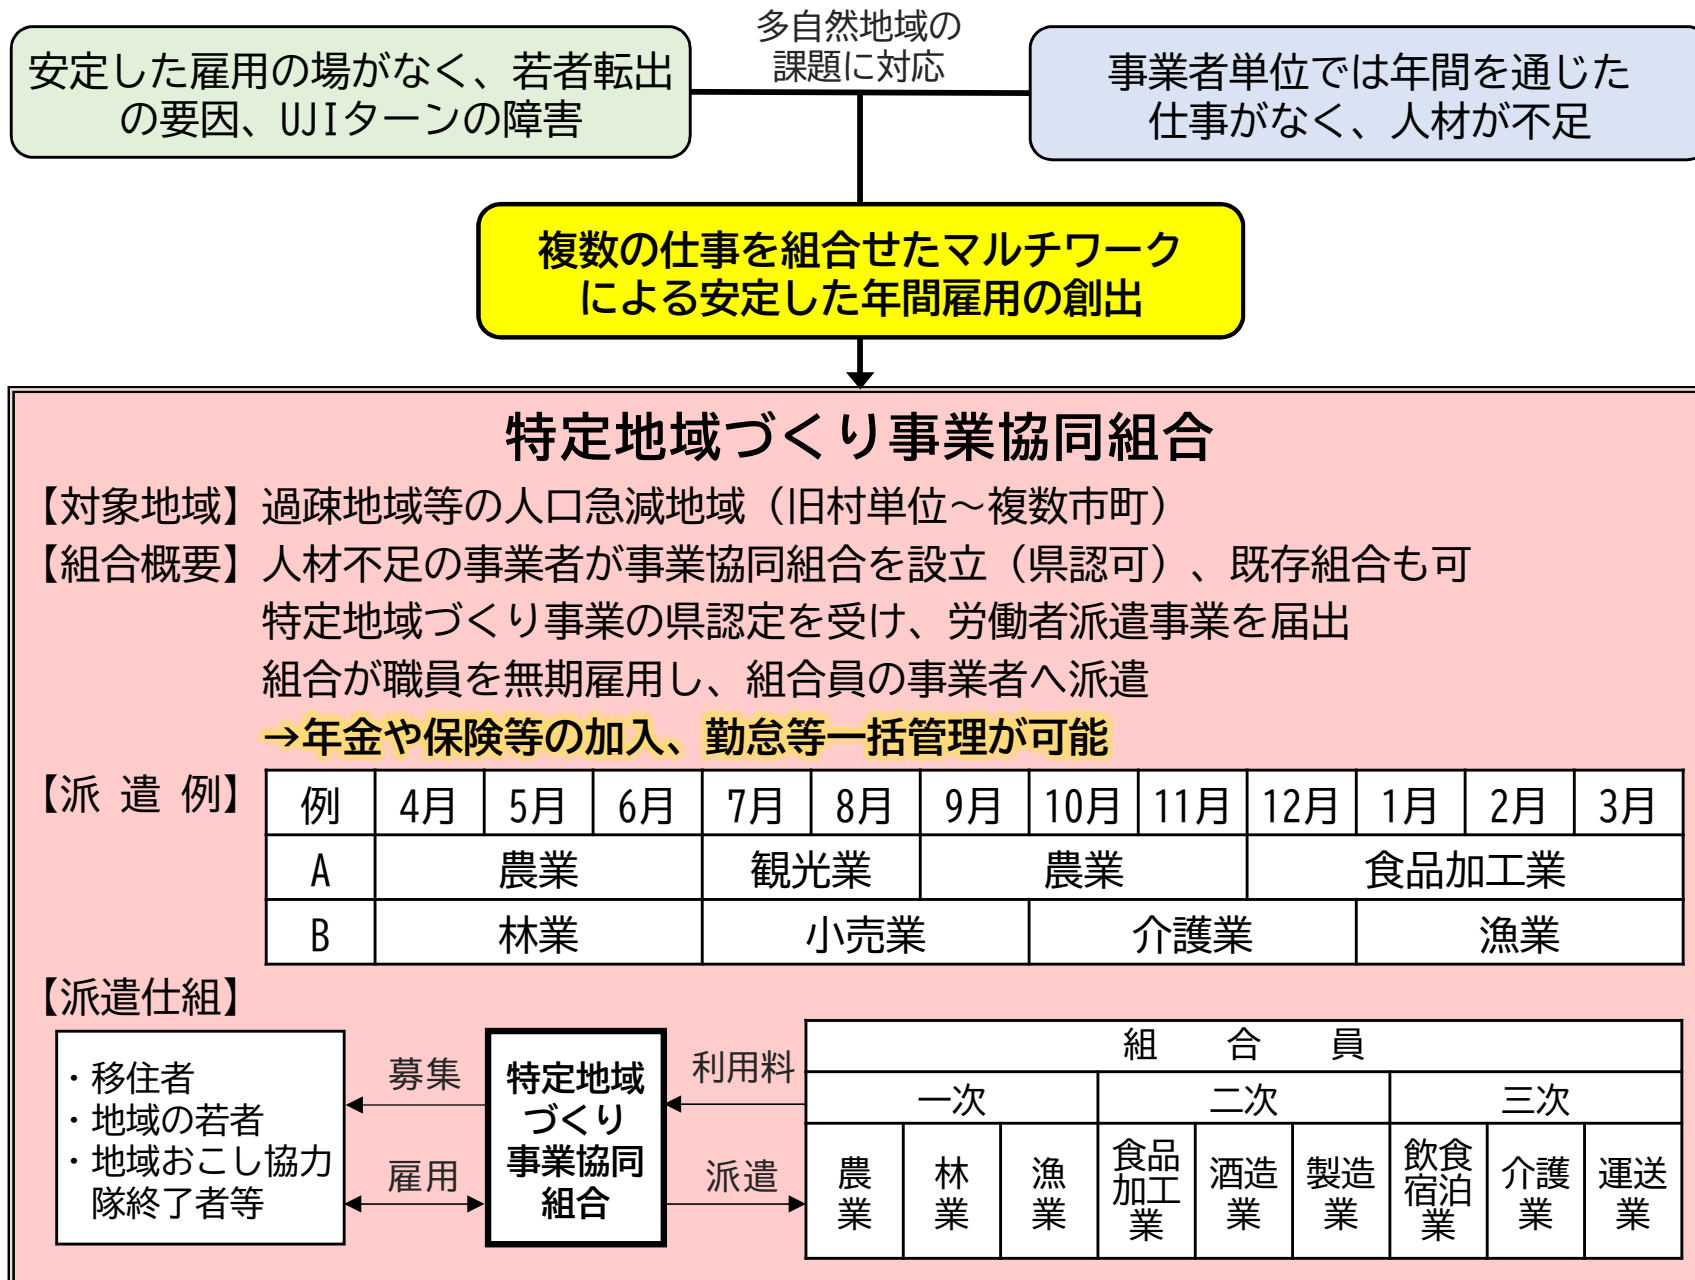 多自然地域の
課題に対応
安定した雇用の場がなく、若者転出
の要因、UJIターンの障害
事業者単位では年間を通じた
仕事がなく、人材が不足
複数の仕事を組合せたマルチワーク
による安定した年間雇用の創出
特定地域づくり事業協同組合
【対象地域】過疎地域等の人口急減地域（旧村単位～複数市町）
【組合概要】人材不足の事業者が事業協同組合を設立（県認可）、既存組合も可
特定地域づくり事業の県認定を受け、労働者派遣事業を届出
組合が職員を無期雇用し、組合員の事業者へ派遣
→年金や保険等の加入、勤怠等一括管理が可能
【派 遣 例】
例 4月 5月 6月 7月 8月 9月 10月 11月 12月 1月 2月 3月
A 農業 観光業 農業 食品加工業
B 林業 小売業 介護業 漁業
【派遣仕組】
・移住者
・地域の若者
・地域おこし協力
隊終了者等
募集
雇用
特定地域
づくり
事業協同
組合
利用料
派遣
組 合 員
一次 二次 三次
農業 林業 漁業 食品加工業 酒造業 製造業 飲食宿泊業 介護業 運送業